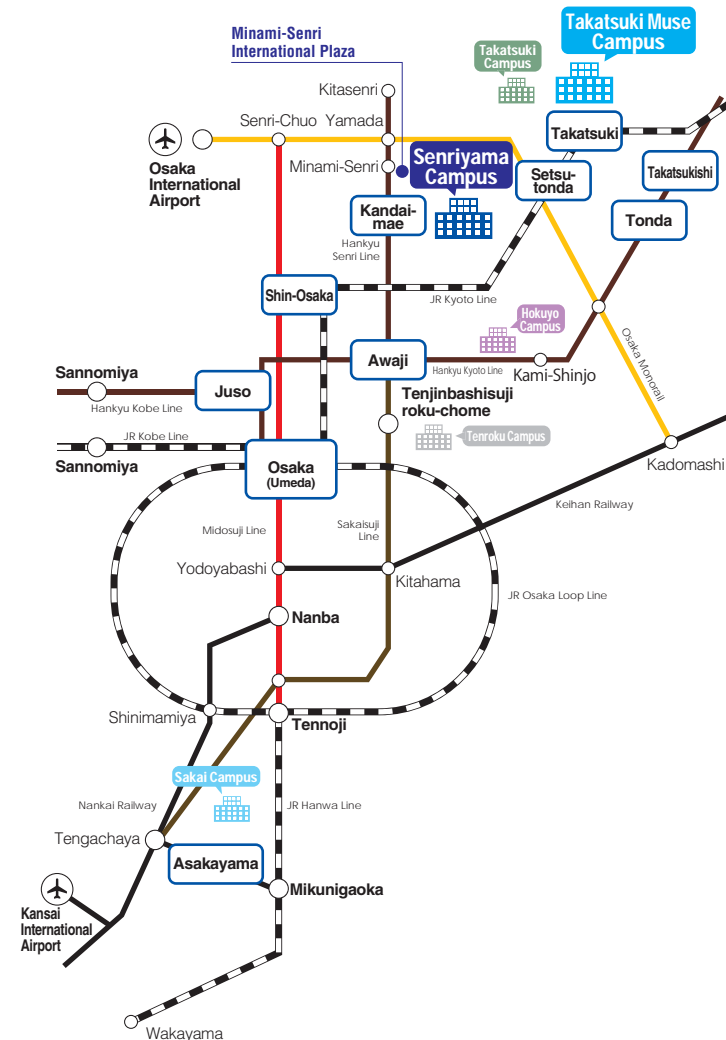 Minami-Senri
International Plaza
Takatsuki Muse
Campus
Takatsuki
Campus
Kitasenri
Senri-Chuo
Yamada
Takatsuki
Osaka
International
Airport
Minami-Senri
Senriyama
Campus
Setsu-
tonda
Takatsukishi
Kandai-
mae
Tonda
Hankyu
Senri Line
Shin-Osaka
JR Kyoto Line
Hokuyo
Campus
Osaka Monorail
Awaji
Hankyu Kyoto Line
Kami-Shinjo
Sannomiya
Juso
Hankyu Kobe Line
Tenjinbashisuji
roku-chome
JR Kobe Line
Tenroku Campus
Sannomiya
Osaka
(Umeda)
Kadomashi
Keihan Railway
Midosuji Line
Sakaisuji
Line
Yodoyabashi
Kitahama
JR Osaka Loop Line
Nanba
Shinimamiya
Tennoji
Sakai Campus
Nankai Railway
JR Hanwa Line
Tengachaya
Asakayama
Mikunigaoka
Kansai
International
Airport
Wakayama